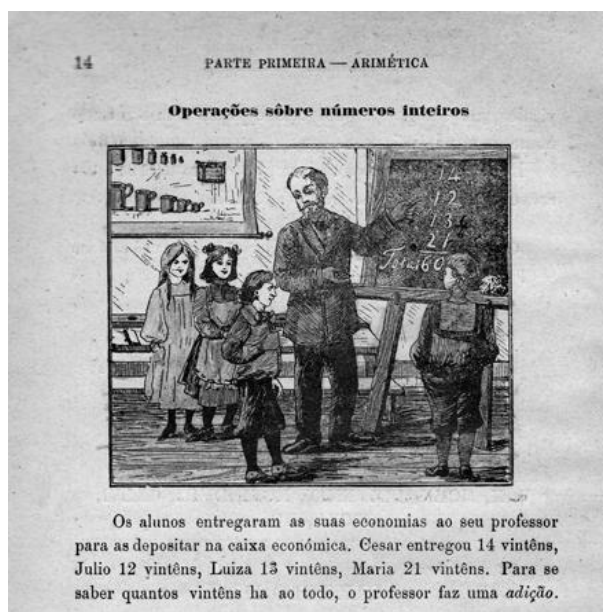 14
PARTE PRIMEIRA — ARIMÉTICA
Operações sôbre números inteiros
14
12
13
21
Total 60
Os alunos entregaram as suas economias ao seu professor
para as depositar na caixa económica. Cesar entregou 14 vintêns,
Julio 12 vintêns, Luiza 13 vintêns, Maria 21 vintêns. Para se
saber quantos vintêns ha ao todo, o professor faz uma adição.